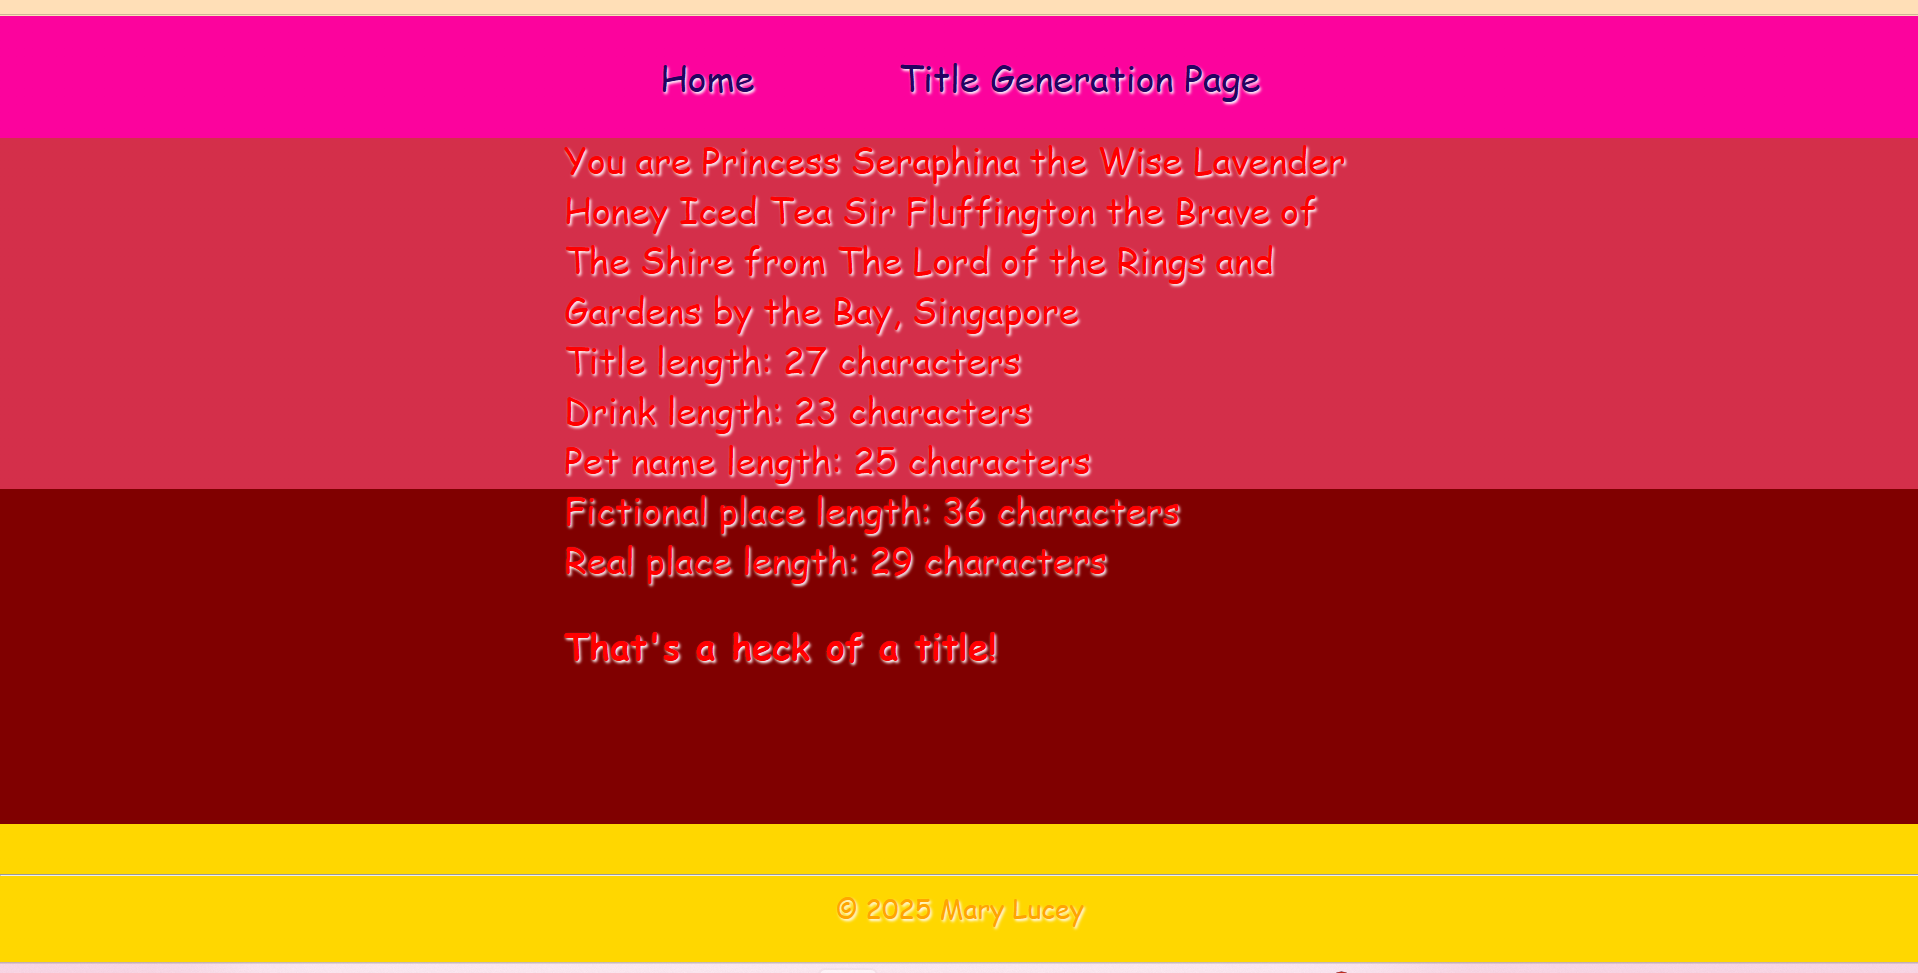 Home Title Generation Page
You are Princess Seraphina the Wise Lavender
Honey Iced Tea Sir Fluffington the Brave of
The Shire from The Lord of the Rings and
Gardens by the Bay, Singapore
Title length: 27 characters
Drink length: 23 characters
Pet name length: 25 characters
Fictional place length: 36 characters
Real place length: 29 characters
That's a heck of a title!
© 2025 Mary Lucey